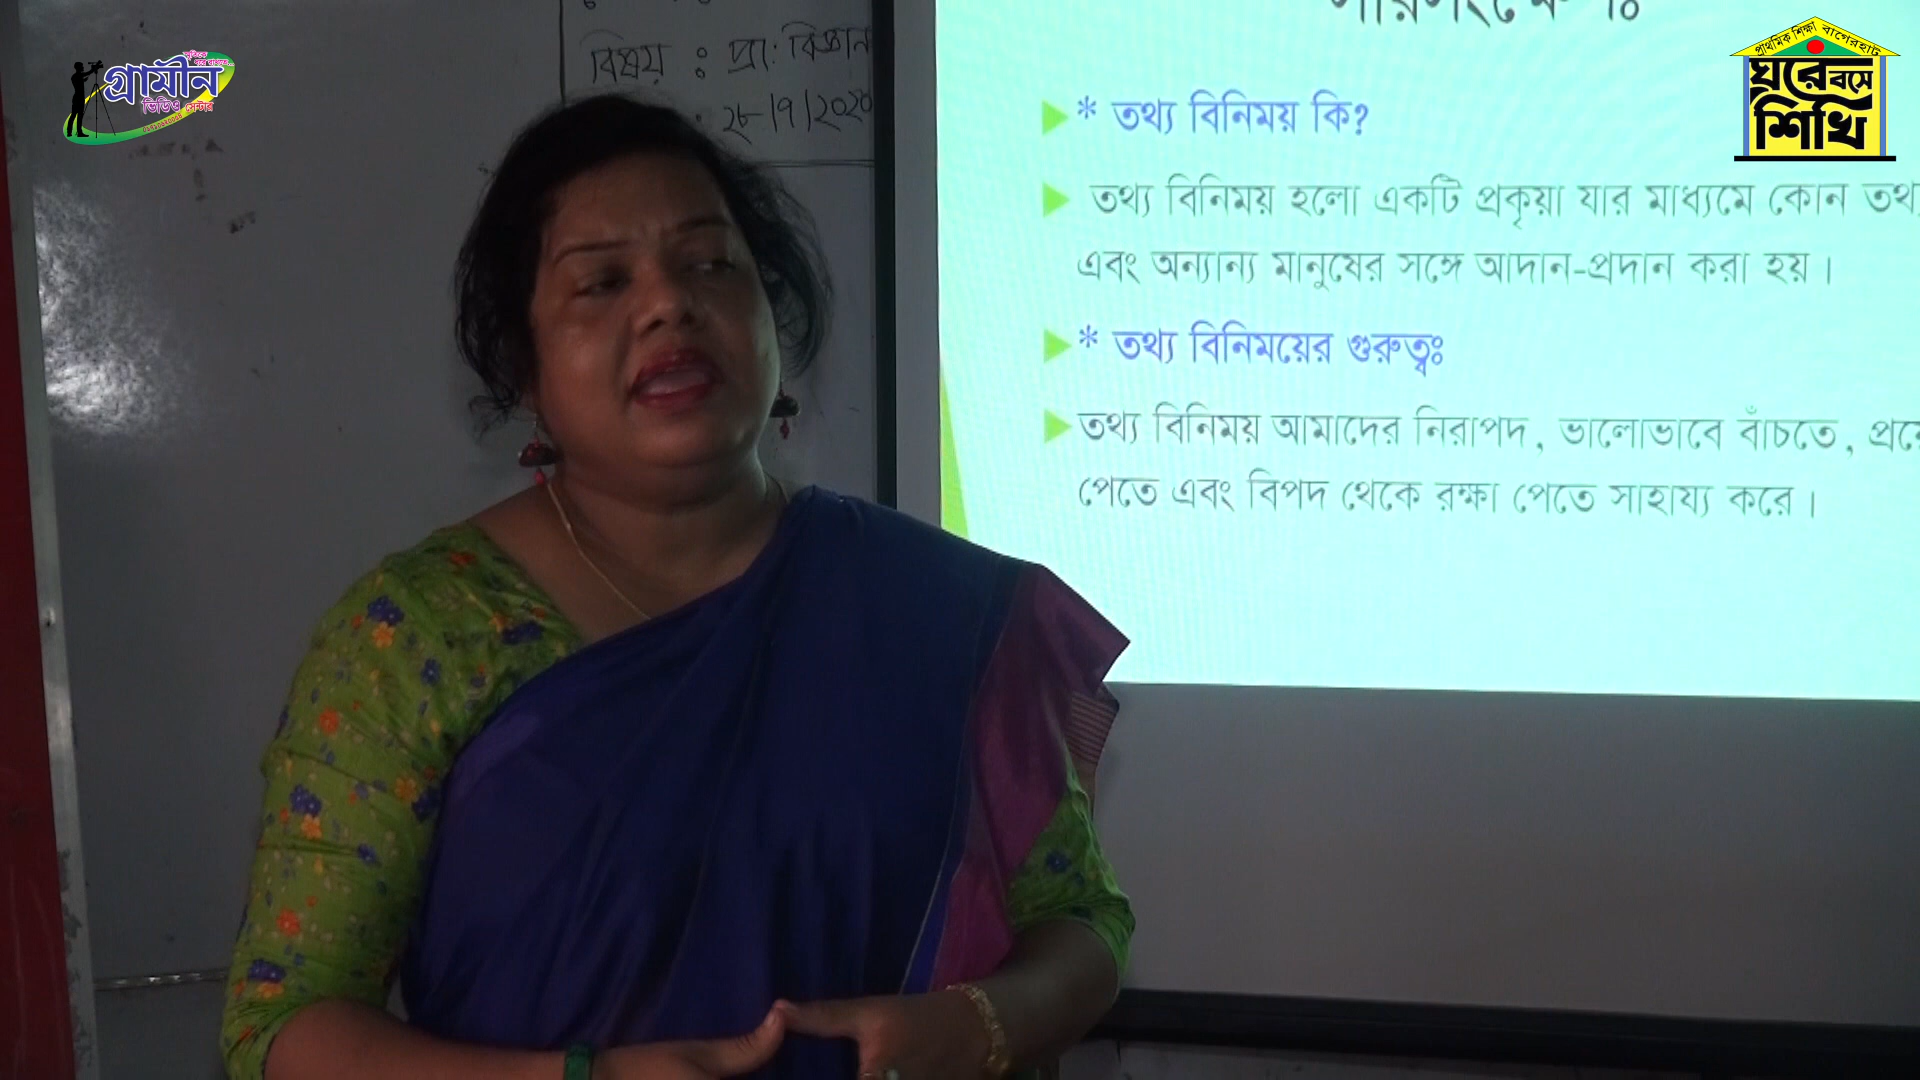 গ্রামীন
ভিডিও সেন্টার
বিষয় : প্রা: বিজ্ঞান
২৮/৭/২০২০
প্রাথমিক শিক্ষা বাগেরহাট
ঘরে বসে
শিখি
* তথ্য বিনিময় কি?
তথ্য বিনিময় হলো একটি প্রকৃয়া যার মাধ্যমে কোন তথ্য
এবং অন্যান্য মানুষের সঙ্গে আদান-প্রদান করা হয়।
* তথ্য বিনিময়ের গুরুত্বঃ
তথ্য বিনিময় আমাদের নিরাপদ, ভালোভাবে বাঁচতে,
পেতে এবং বিপদ থেকে রক্ষা পেতে সাহায্য করে।